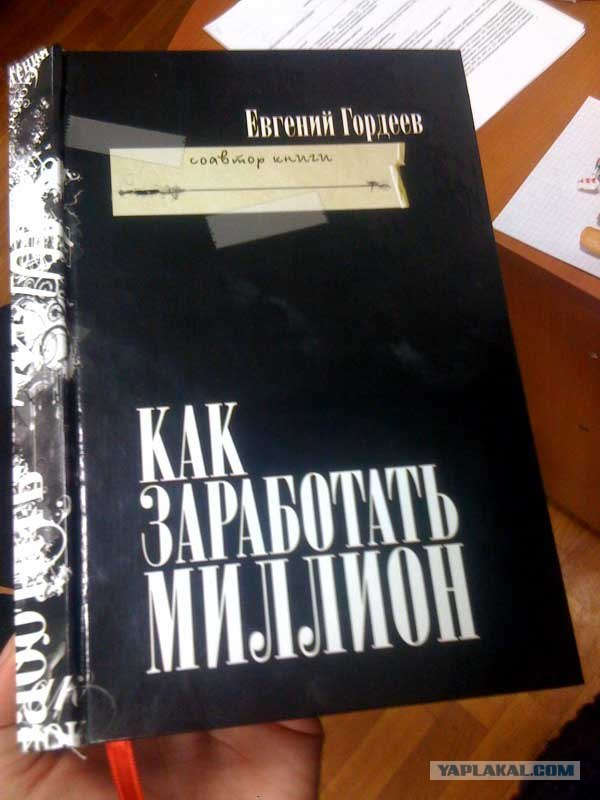 Евгений Гордеев
соавтор книги
КАК
ЗАРАБОТАТЬ
МИЛЛИОН
YAPLAKAL.COM